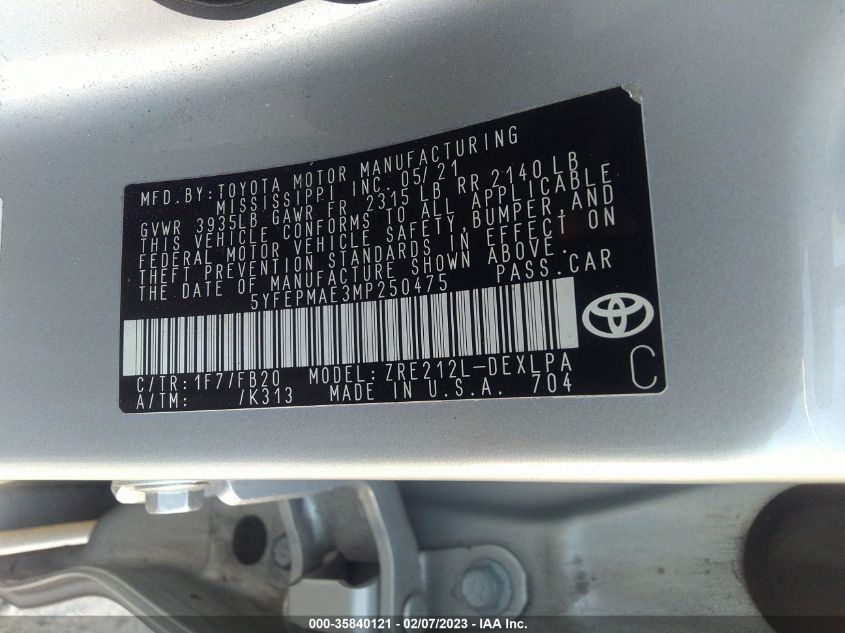 MFD.BY:TOYOTA MOTOR MANUFACTURING
MISSISSIPPI INC. 05/21
GVWR 3935LB GAWR FR 2315 LB RR 2140 LB
THIS VEHICLE CONFORMS TO ALL APPLICABLE
FEDERAL MOTOR VEHICLE SAFETY,BUMPER,AND
THEFT PREVENTION STANDARDS IN EFFECT ON
THE DATE OF MANUFACTURE SHOWN ABOVE.
5YFEPMAE3MP250475 PASS.CAR
C/TR:1F7/FB20 MODEL:ZRE212L-DEXLPA
A/TM: /K313 MADE IN U.S.A. 704
C
000-35840121 - 02/07/2023 - IAA Inc.